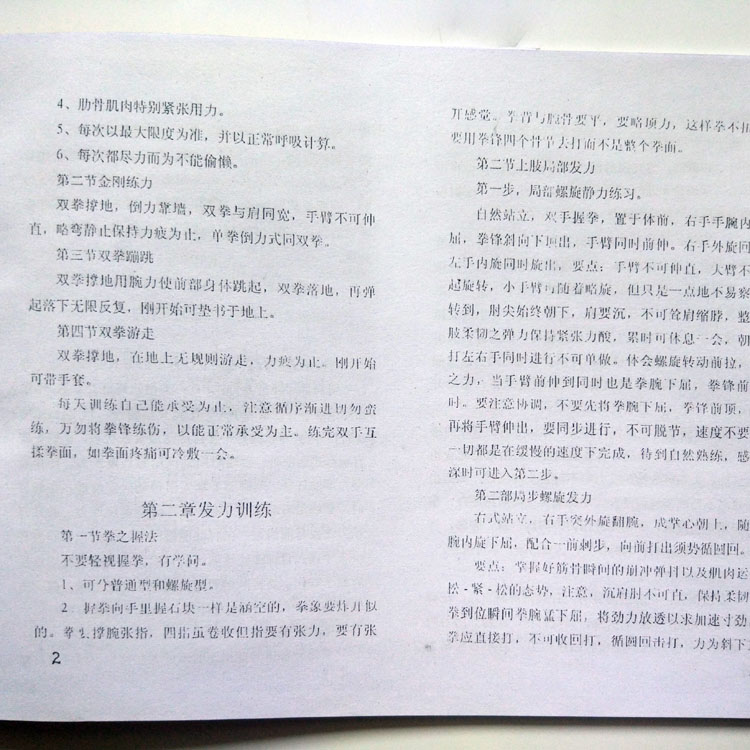 4、肋骨肌肉特别紧张用力。
5、每次以最大限度为准，并以正常呼吸计算。
6、每次都尽力而为不能偷懒。
第二节金刚练力
双拳撑地，倒力靠墙，双拳与肩同宽，手臂不可伸
直，略弯静止保持力疲为止，单拳倒力式同双拳。
第三节双拳蹦跳
双拳撑地用腕力使前部身体跳起，双拳落地，再弹
起落下无限反复，刚开始可垫书于地上。
第四节双拳游走
双拳撑地，在地上无规则游走，力疲为止。刚开始
可带手套。
每天训练自己能承受为止，注意循序渐进切勿蛮
练，万勿将拳锋练伤，以能正常承受为主。练完双手互
揉拳面，如拳面疼痛可冷敷一会。
第二章发力训练
第一节拳之握法
不要轻视握拳，有学问。
1、可分普通型和螺旋型。
2、握拳向手里握石块一样是涵空的，拳象要炸开似
的。拳生撑腕张指，四指虽卷收但指要有张力，要有张
2
开感觉。拳背与腕骨要平，要略顶力，这样拳不
要用拳锋四个骨节去打而不是整个拳面。
第二节上肢局部发力
第一步，局部螺旋静力练习。
自然站立，双手握拳，置于体前，右手手腕内
屈，拳锋斜向下顶出，手臂同时前伸。右手外旋回
左手内旋同时旋出，要点：手臂不可伸直，大臂不
起旋转，小手臂可随着略旋，但只是一点地不易察
转到，肘尖始终朝下，肩要沉，不可耸肩缩脖，整
肢柔韧之弹力保持紧张力酸，累时可休息一会，朝
打左右手同时进行不可单做。体会螺旋转动前拉，
之力，当手臂前伸到同时也是拳腕下屈，拳锋前
时。要注意协调，不要先将拳腕下屈，拳锋前顶，
再将手臂伸出，要同步进行，不可脱节，速度不要
一切都是在缓慢的速度下完成，待到自然熟练，感
深时可进入第二步。
第二部局步螺旋发力
右式站立，右手突外旋翻腕，成掌心朝上，随
腕内旋下屈，配合一前刺步，向前打出须势循圆回。
要点：掌握好筋骨瞬间的崩冲弹抖以及肌肉运
松-紧-松的态势，注意，沉肩肘不可直，保持柔韧
拳到位瞬间拳腕猛下屈，将劲力放透以求加速寸劲
拳应直接打，不可收回打，循圆回击打，力为斜下